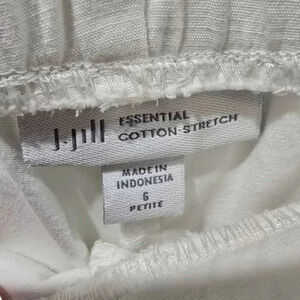 J.Jill
ESSENTIAL
COTTON-STRETCH
MADE IN
INDONESIA
6
PETITE